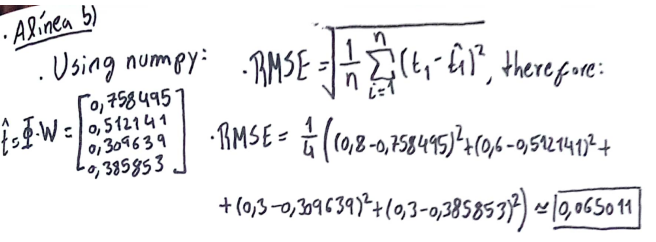 . Alínea b)
. Using numpy:
t̂ = Φ·W = [0,758495 0,512141 0,309639 0,385853]
. RMSE = √(1/n ∑_{i=1}^{n} (t₁ - t̂₁)²), therefore:
. RMSE = 1/4 ((0,8-0,758495)²+(0,6-0,512141)²+
+(0,3-0,309639)²+(0,3-0,385853)²) ≃ 0,065011